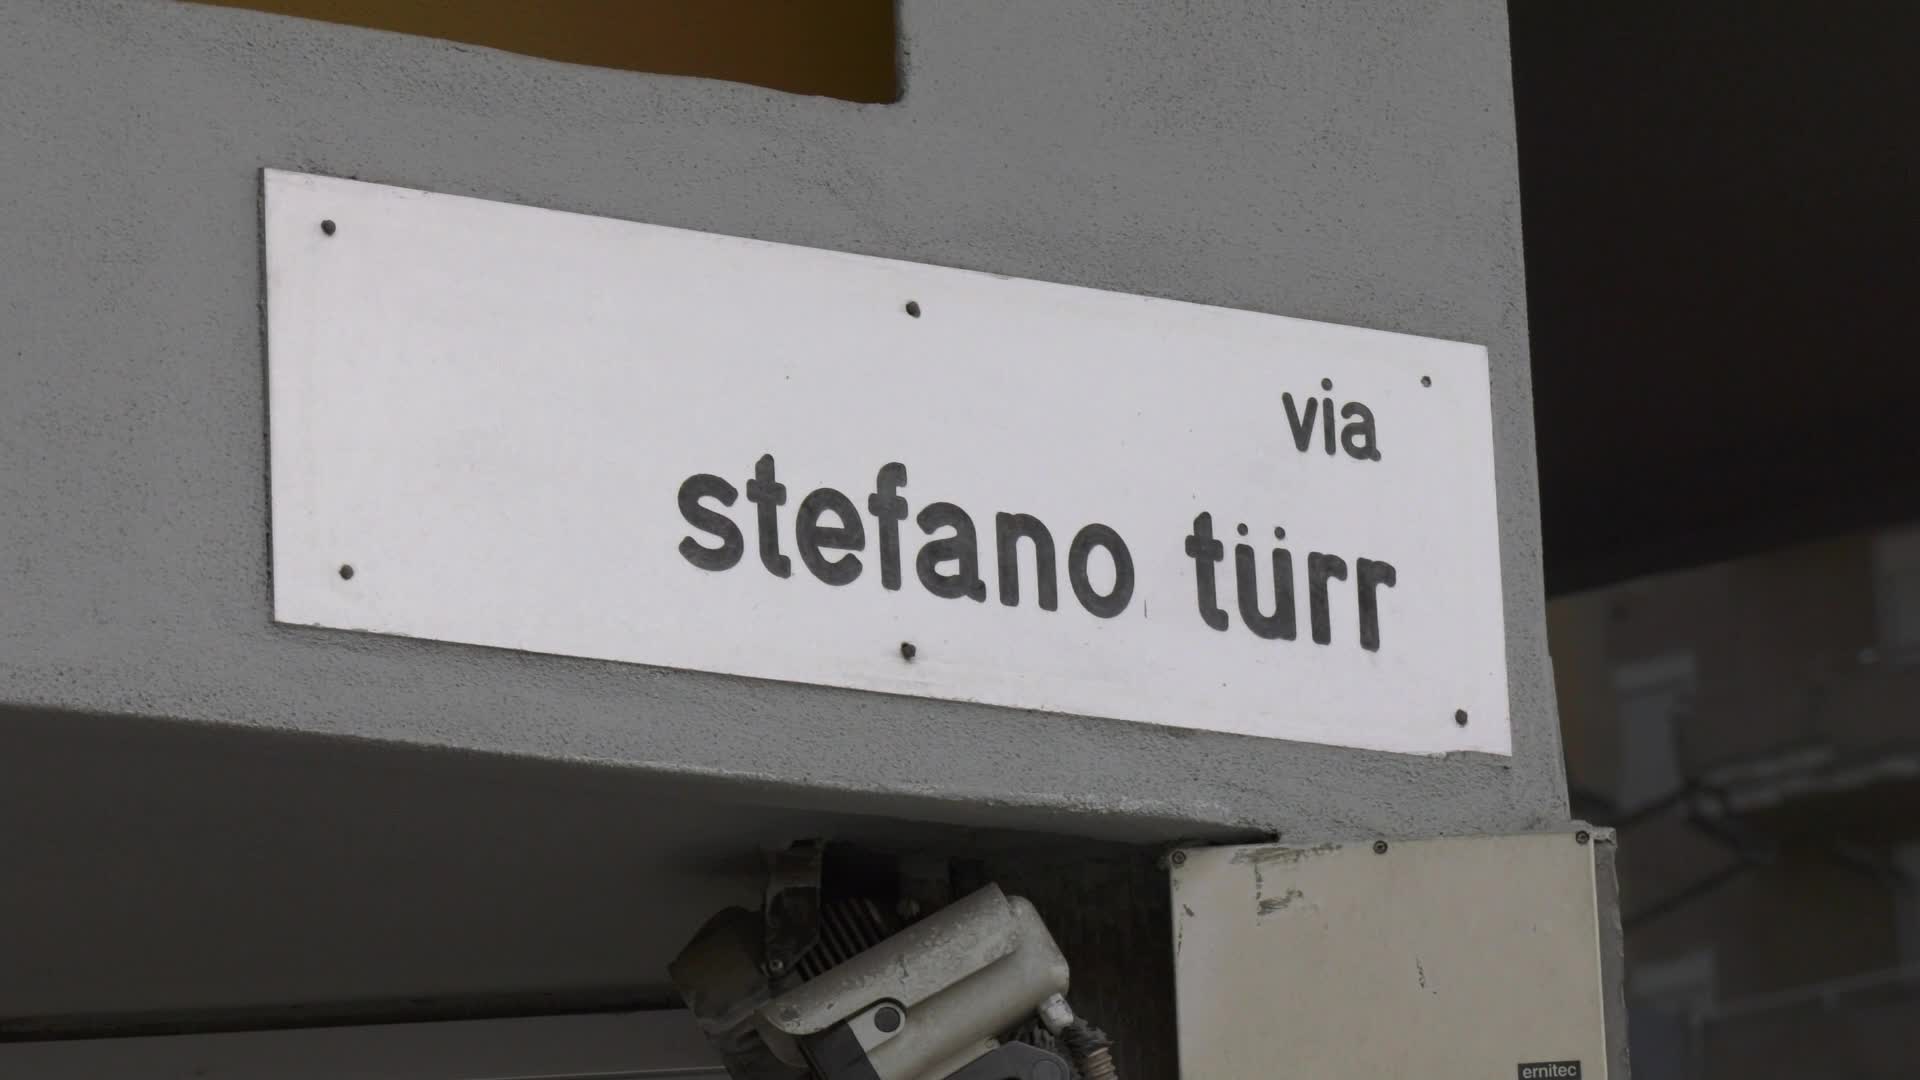 via
stefano türr
ernitec